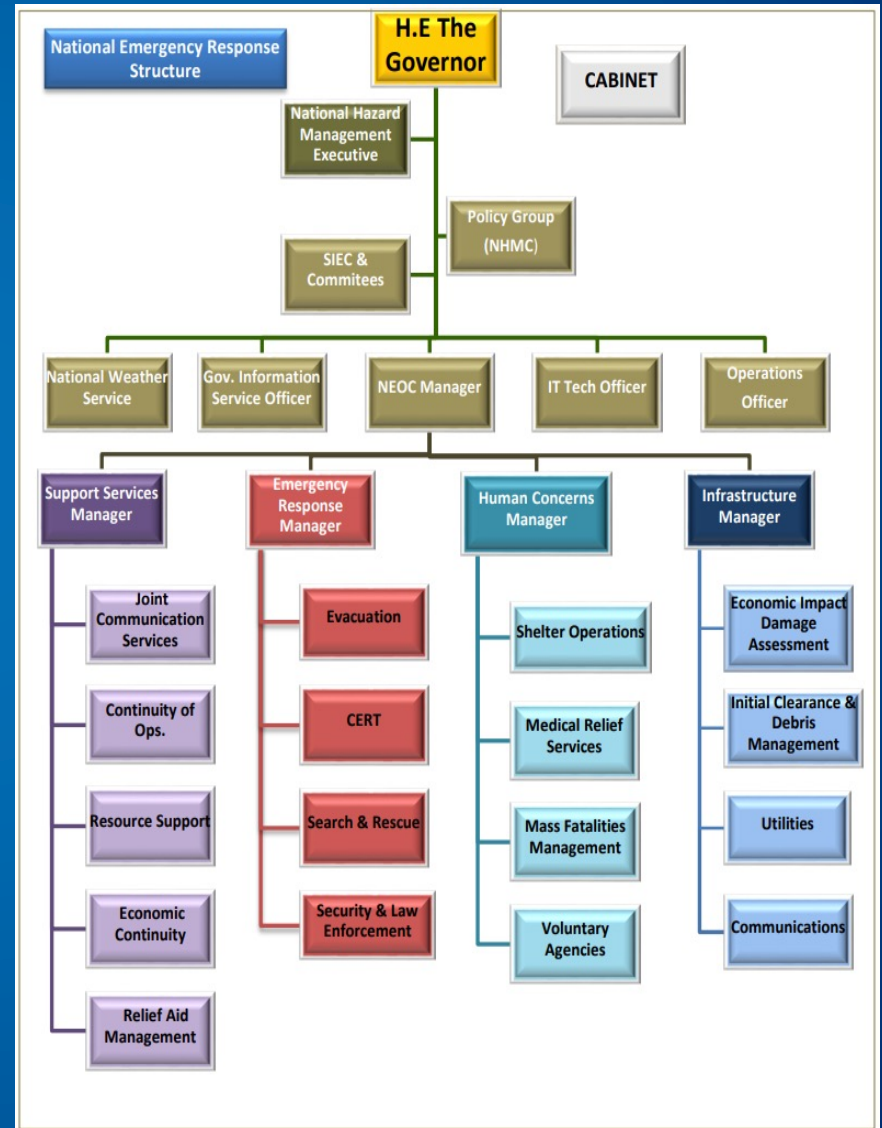 National Emergency Response
Structure
H.E The
Governor
CABINET
National Hazard
Management
Executive
Policy Group
(NHMC)
SIEC &
Commitees
National Weather
Service
Gov. Information
Service Officer
NEOC Manager
IT Tech Officer
Operations
Officer
Support Services
Manager
Emergency
Response
Manager
Human Concerns
Manager
Infrastructure
Manager
Joint
Communication
Services
Continuity of
Ops.
Resource Support
Economic
Continuity
Relief Aid
Management
Evacuation
CERT
Search & Rescue
Security & Law
Enforcement
Shelter Operations
Medical Relief
Services
Mass Fatalities
Management
Voluntary
Agencies
Economic Impact
Damage
Assessment
Initial Clearance &
Debris
Management
Utilities
Communications